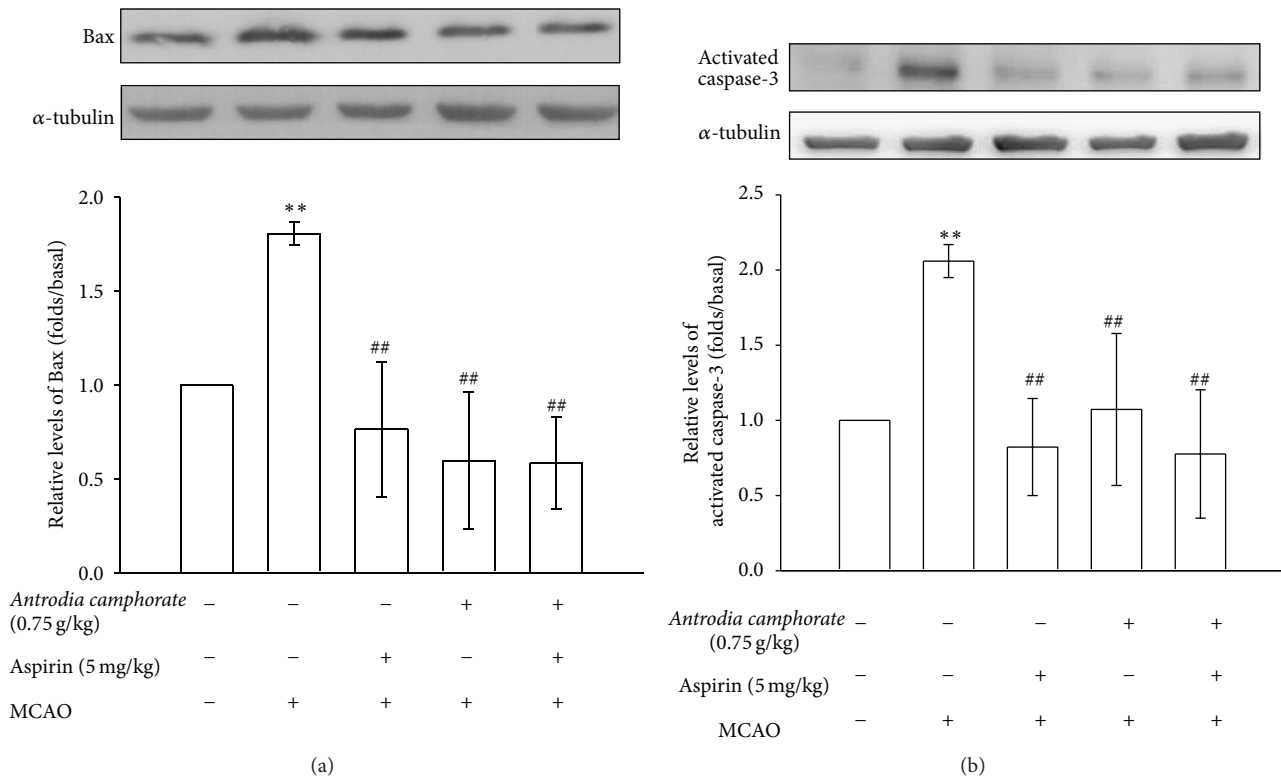 Bax
α-tubulin
Relative levels of Bax (folds/basal)
2.0
1.5
1.0
0.5
0.0
**
##
##
##
Antrodia camphorate – – – + +
(0.75 g/kg)
Aspirin (5 mg/kg) – – + – +
MCAO – + + + +
(a)
Activated
caspase-3
α-tubulin
Relative levels of
activated caspase-3 (folds/basal)
2.5
2.0
1.5
1.0
0.5
0.0
**
##
##
##
Antrodia camphorate – – – + +
(0.75 g/kg)
Aspirin (5 mg/kg) – – + – +
MCAO – + + + +
(b)